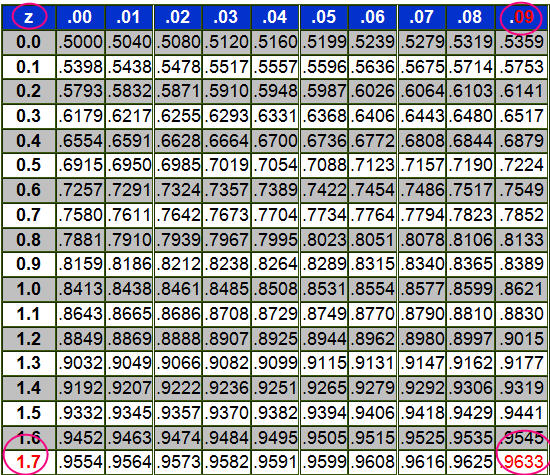 z .00 .01 .02 .03 .04 .05 .06 .07 .08 .09
0.0 .5000 .5040 .5080 .5120 .5160 .5199 .5239 .5279 .5319 .5359
0.1 .5398 .5438 .5478 .5517 .5557 .5596 .5636 .5675 .5714 .5753
0.2 .5793 .5832 .5871 .5910 .5948 .5987 .6026 .6064 .6103 .6141
0.3 .6179 .6217 .6255 .6293 .6331 .6368 .6406 .6443 .6480 .6517
0.4 .6554 .6591 .6628 .6664 .6700 .6736 .6772 .6808 .6844 .6879
0.5 .6915 .6950 .6985 .7019 .7054 .7088 .7123 .7157 .7190 .7224
0.6 .7257 .7291 .7324 .7357 .7389 .7422 .7454 .7486 .7517 .7549
0.7 .7580 .7611 .7642 .7673 .7704 .7734 .7764 .7794 .7823 .7852
0.8 .7881 .7910 .7939 .7967 .7995 .8023 .8051 .8078 .8106 .8133
0.9 .8159 .8186 .8212 .8238 .8264 .8289 .8315 .8340 .8365 .8389
1.0 .8413 .8438 .8461 .8485 .8508 .8531 .8554 .8577 .8599 .8621
1.1 .8643 .8665 .8686 .8708 .8729 .8749 .8770 .8790 .8810 .8830
1.2 .8849 .8869 .8888 .8907 .8925 .8944 .8962 .8980 .8997 .9015
1.3 .9032 .9049 .9066 .9082 .9099 .9115 .9131 .9147 .9162 .9177
1.4 .9192 .9207 .9222 .9236 .9251 .9265 .9279 .9292 .9306 .9319
1.5 .9332 .9345 .9357 .9370 .9382 .9394 .9406 .9418 .9429 .9441
1.6 .9452 .9463 .9474 .9484 .9495 .9505 .9515 .9525 .9535 .9545
1.7 .9554 .9564 .9573 .9582 .9591 .9599 .9608 .9616 .9625 .9633